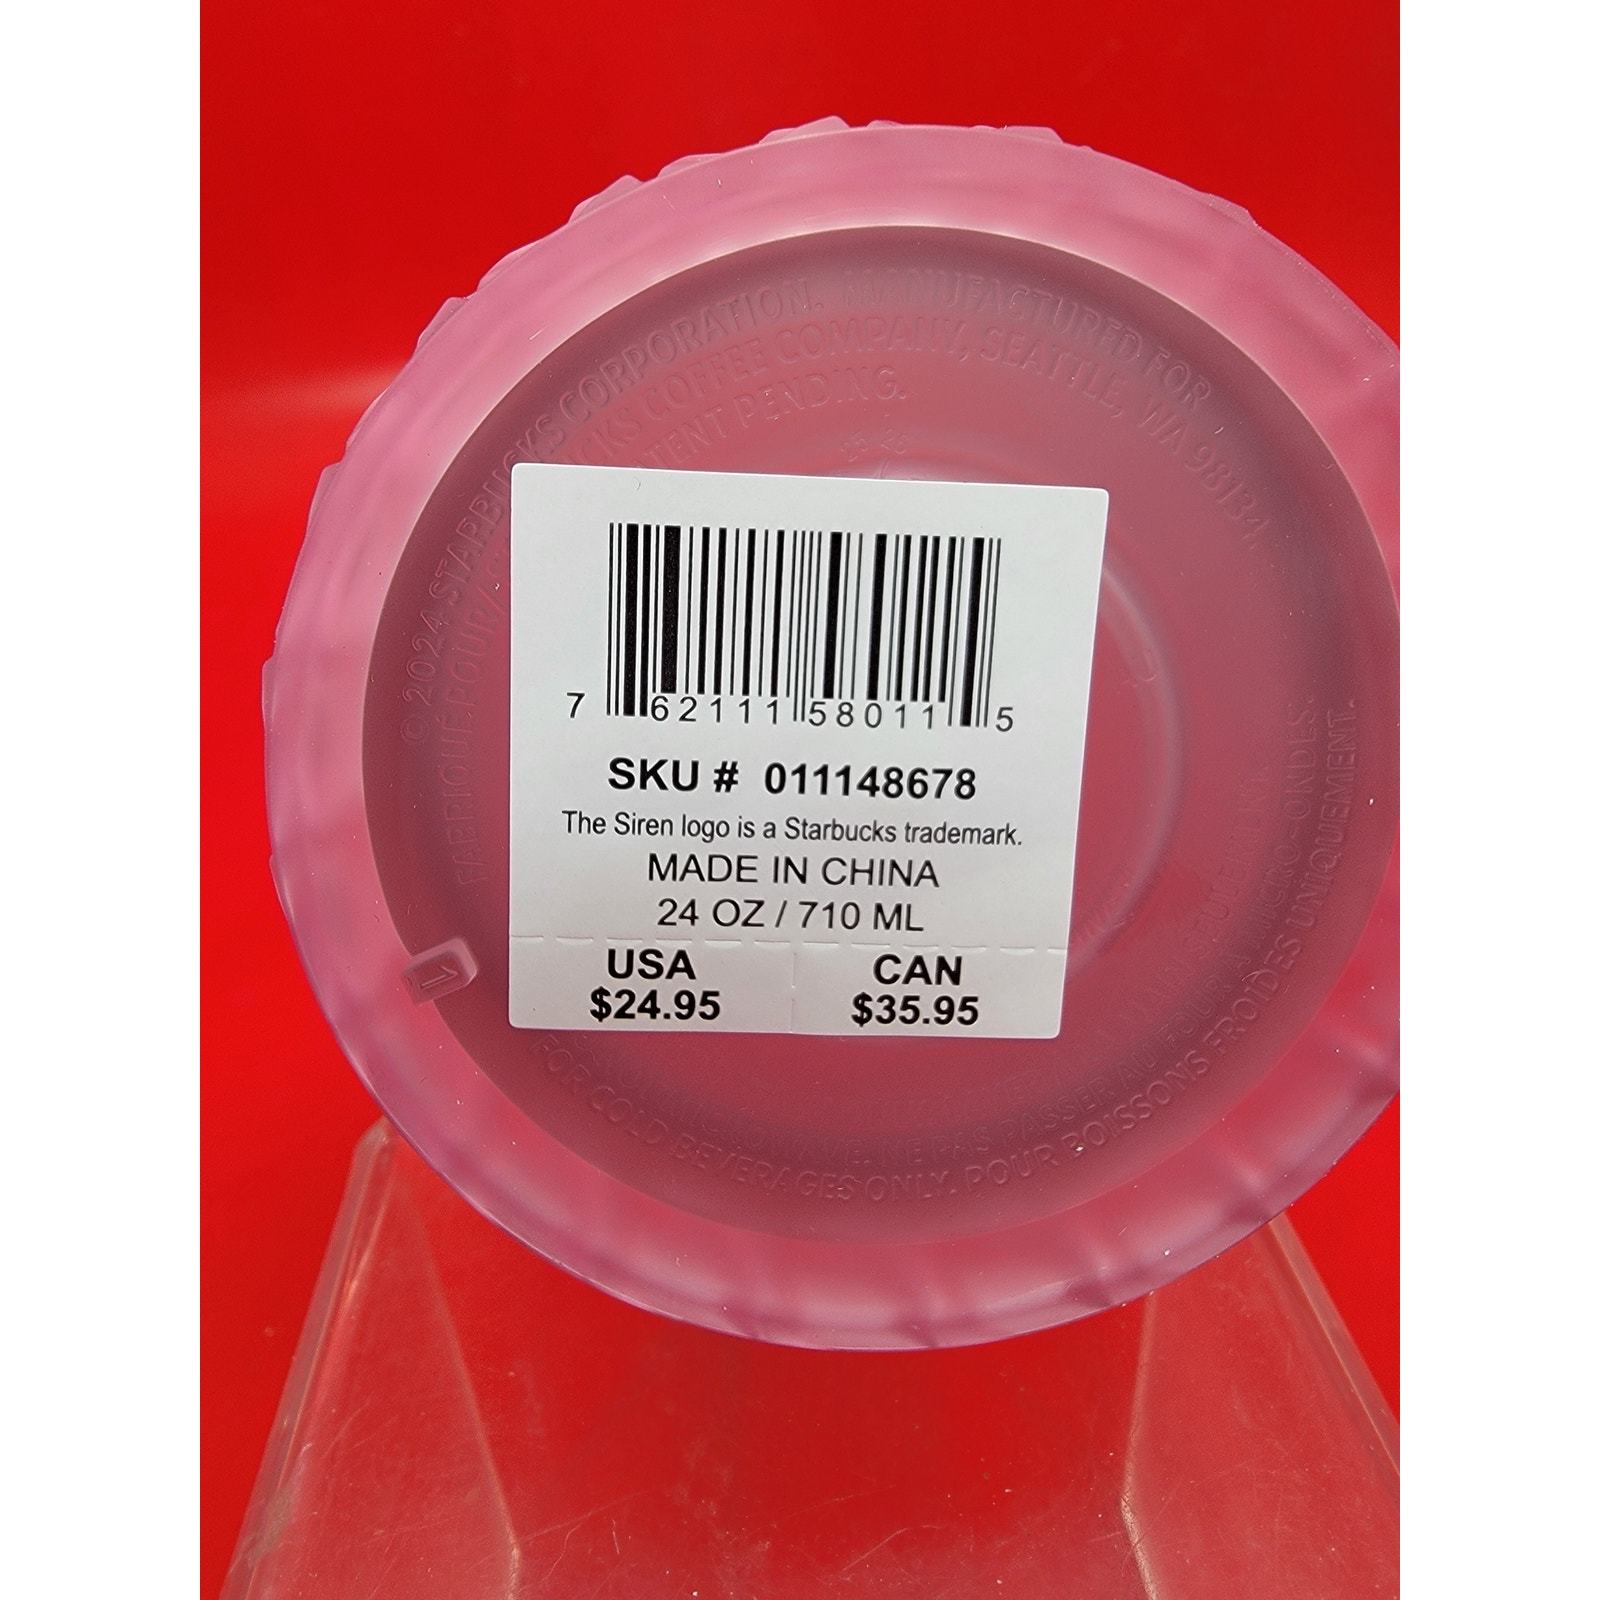 © 2024 STARBUCKS CORPORATION. MANUFACTURED FOR
COFFEE COMPANY, SEATTLE, WA 98134.
PENDING.
FABRIQUÉ POUR/
7 62111 58011 5
SKU # 011148678
The Siren logo is a Starbucks trademark.
MADE IN CHINA
24 OZ / 710 ML
USA
$24.95
CAN
$35.95
1
MICROWAVE. NE PAS PASSER AU FOUR À MICRO-ONDES.
FOR COLD BEVERAGES ONLY. POUR BOISSONS FROIDES UNIQUEMENT.